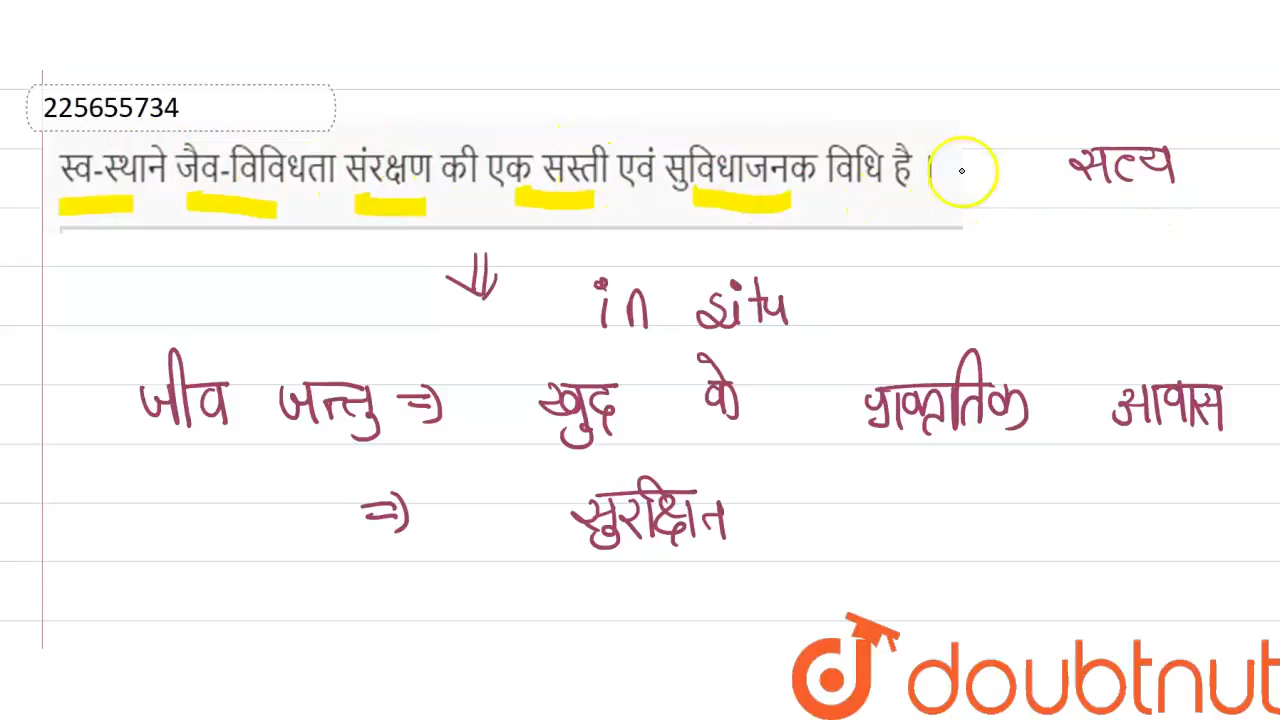 225655734
स्व-स्थाने जैव-विविधता संरक्षण की एक सस्ती एवं सुविधाजनक विधि है । सत्य
in situ
जीव जन्तु => खुद के प्राकृतिक आवास
=> सुरक्षित
doubtnut